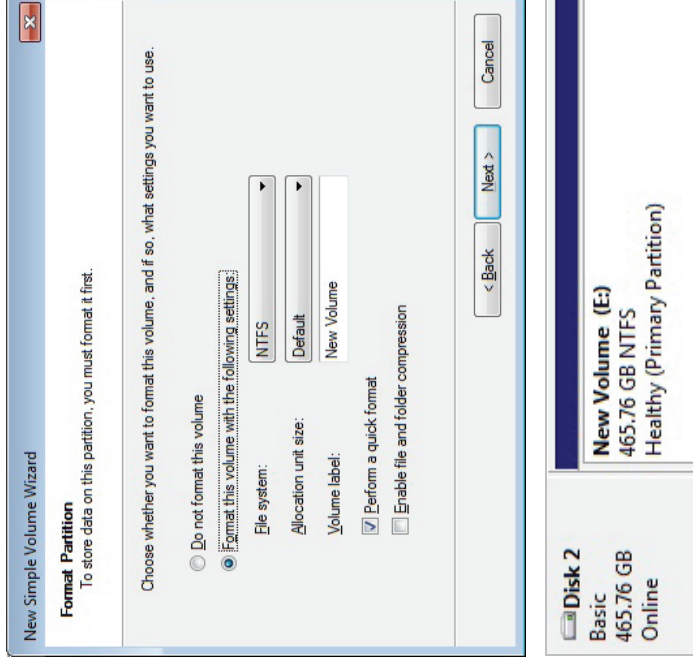 New Simple Volume Wizard
Format Partition
To store data on this partition, you must format it first.
Choose whether you want to format this volume, and if so, what settings you want to use.
Do not format this volume
Format this volume with the following settings:
File system: NTFS
Allocation unit size: Default
Volume label: New Volume
Perform a quick format
Enable file and folder compression
< Back Next > Cancel
Disk 2
Basic
465.76 GB
Online
New Volume (E:)
465.76 GB NTFS
Healthy (Primary Partition)